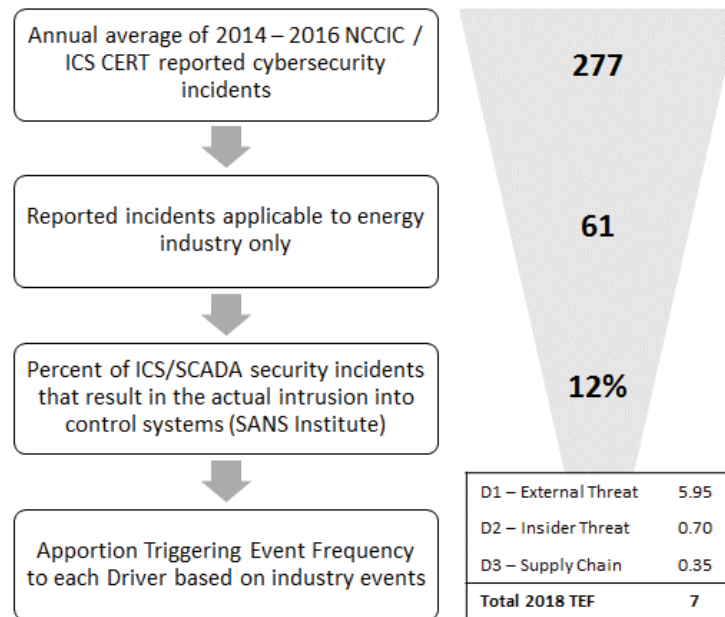 Annual average of 2014 – 2016 NCCIC /
ICS CERT reported cybersecurity
incidents
277
Reported incidents applicable to energy
industry only
61
Percent of ICS/SCADA security incidents
that result in the actual intrusion into
control systems (SANS Institute)
12%
Apportion Triggering Event Frequency
to each Driver based on industry events
D1 – External Threat 5.95
D2 – Insider Threat 0.70
D3 – Supply Chain 0.35
Total 2018 TEF 7